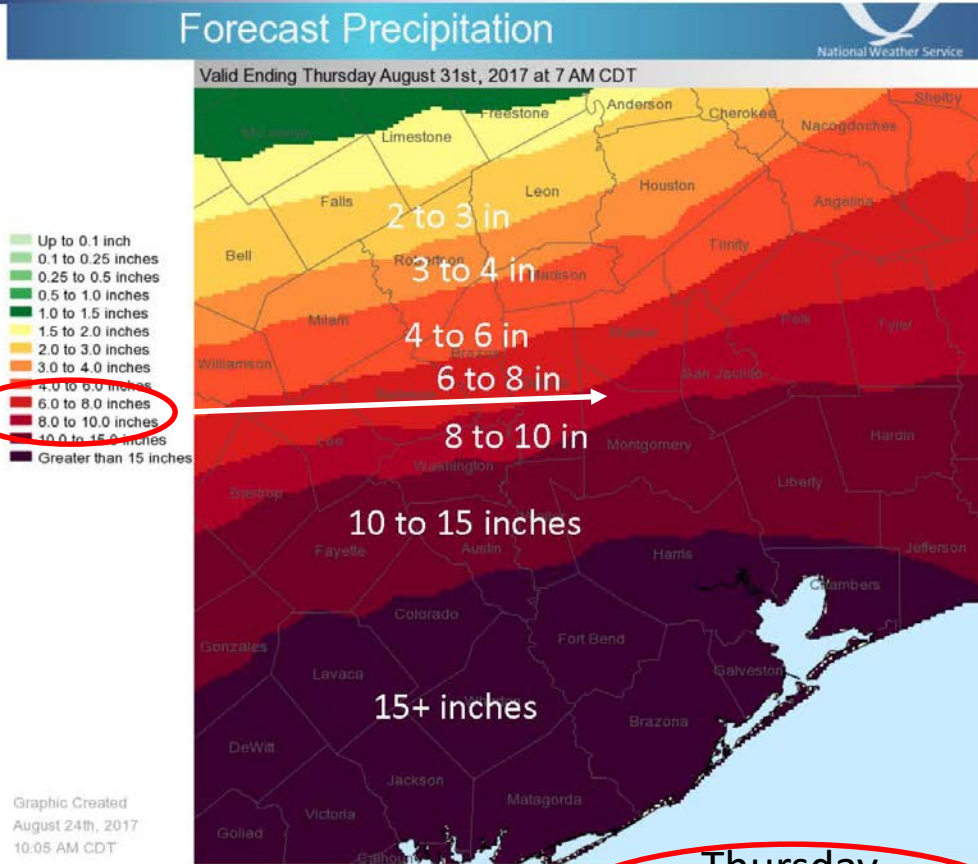 Forecast Precipitation
National Weather Service
Valid Ending Thursday August 31st, 2017 at 7 AM CDT
Up to 0.1 inch
0.1 to 0.25 inches
0.25 to 0.5 inches
0.5 to 1.0 inches
1.0 to 1.5 inches
1.5 to 2.0 inches
2.0 to 3.0 inches
3.0 to 4.0 inches
4.0 to 6.0 inches
6.0 to 8.0 inches
8.0 to 10.0 inches
10.0 to 15.0 inches
Greater than 15 inches
Shelby
Freestone
Anderson
Cherokee
Nacogdoches
Limestone
Leon
Houston
Falls
Angelina
2 to 3 in
Bell
Robertson
Trinity
3 to 4 in
Madison
Milam
Polk
Tyler
4 to 6 in
Walker
Williamson
Brazos
San Jacinto
6 to 8 in
Lee
8 to 10 in
Montgomery
Hardin
Washington
Liberty
Bastrop
10 to 15 inches
Fayette
Austin
Harris
Jefferson
Chambers
Colorado
Fort Bend
Gonzales
Lavaca
Galveston
15+ inches
Wharton
Brazoria
DeWitt
Jackson
Matagorda
Victoria
Goliad
Calhoun
Graphic Created
August 24th, 2017
10:05 AM CDT
Thursday